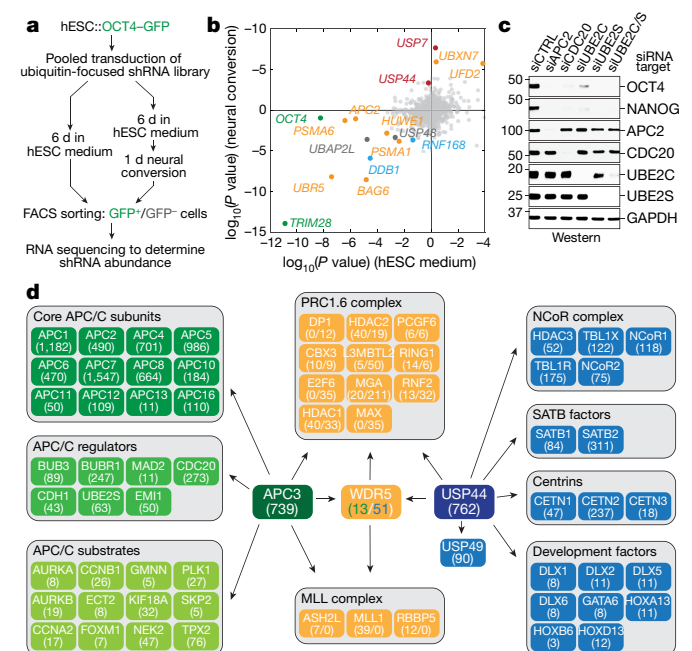 a
hESC::OCT4–GFP
Pooled transduction of
ubiquitin-focused shRNA library
6 d in
hESC medium
6 d in
hESC medium
1 d neural
conversion
FACS sorting: GFP⁺/GFP⁻ cells
RNA sequencing to determine
shRNA abundance
b
log₁₀(P value) (neural conversion)
−10
−5
0
−5
−10
−15
−12 −10 −8 −6 −4 −2 0 −2 −4
log₁₀(P value) (hESC medium)
USP7
UBXN7
UFD2
USP44
OCT4
APC2
PSMA6
HUWE1
USP48
UBAP2L
PSMA1
RNF168
DDB1
UBR5
BAG6
TRIM28
c
siCTRL
siAPC2
siCDC20
siUBE2C
siUBE2S
siUBE2C/S
siRNA
target
50
OCT4
50
NANOG
100
APC2
50
CDC20
20
UBE2C
25
UBE2S
37
GAPDH
Western
d
Core APC/C subunits
APC1 APC2 APC4 APC5
(1,182) (490) (701) (986)
APC6 APC7 APC8 APC10
(470) (1,547) (664) (184)
APC11 APC12 APC13 APC16
(50) (109) (11) (110)
APC/C regulators
BUB3 BUBR1 MAD2 CDC20
(89) (247) (11) (273)
CDH1 UBE2S EMI1
(43) (63) (50)
APC/C substrates
AURKA CCNB1 GMNN PLK1
(8) (26) (5) (27)
AURKB ECT2 KIF18A SKP2
(19) (8) (32) (5)
CCNA2 FOXM1 NEK2 TPX2
(17) (7) (47) (76)
PRC1.6 complex
DP1 HDAC2 PCGF6
(0/12) (40/19) (6/6)
CBX3 L3MBTL2 RING1
(10/9) (5/50) (14/6)
E2F6 MGA RNF2
(0/35) (20/211) (13/32)
HDAC1 MAX
(40/33) (0/35)
APC3
(739)
WDR5
(13/51)
USP44
(762)
USP49
(90)
MLL complex
ASH2L MLL1 RBBP5
(7/0) (39/0) (12/0)
NCoR complex
HDAC3 TBL1X NCoR1
(52) (122) (118)
TBL1R NCoR2
(175) (75)
SATB factors
SATB1 SATB2
(84) (311)
Centrins
CETN1 CETN2 CETN3
(47) (237) (18)
Development factors
DLX1 DLX2 DLX5
(8) (11) (11)
DLX6 GATA6 HOXA13
(8) (8) (11)
HOXB6 HOXD13
(3) (12)